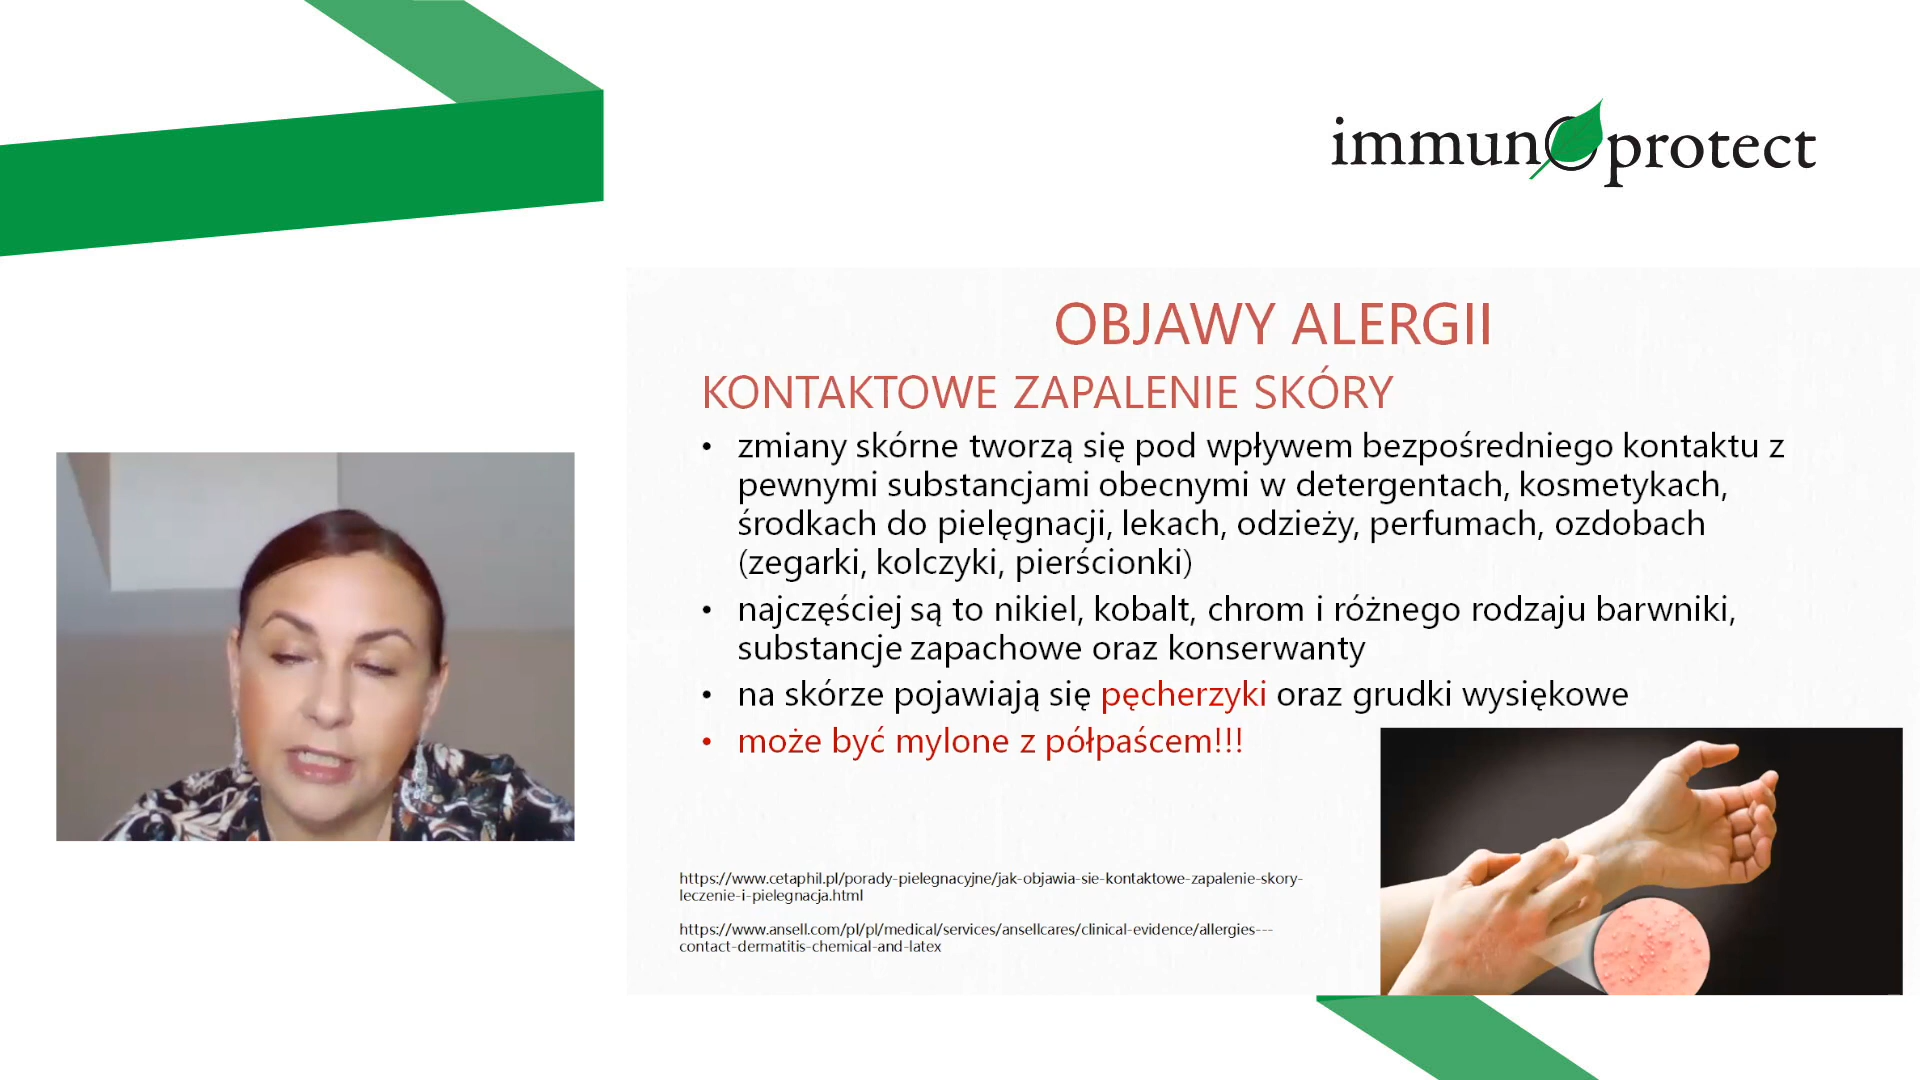 immunoprotect
OBJAWY ALERGII
KONTAKTOWE ZAPALENIE SKÓRY
• zmiany skórne tworzą się pod wpływem bezpośredniego kontaktu z
pewnymi substancjami obecnymi w detergentach, kosmetykach,
środkach do pielęgnacji, lekach, odzieży, perfumach, ozdobach
(zegarki, kolczyki, pierścionki)
• najczęściej są to nikiel, kobalt, chrom i różnego rodzaju barwniki,
substancje zapachowe oraz konserwanty
• na skórze pojawiają się pęcherzyki oraz grudki wysiękowe
• może być mylone z półpaścem!!!
https://www.cetaphil.pl/porady-pielegnacyjne/jak-objawia-sie-kontaktowe-zapalenie-skory-
leczenie-i-pielegnacja.html
https://www.ansell.com/pl/pl/medical/services/ansellcares/clinical-evidence/allergies---
contact-dermatitis-chemical-and-latex